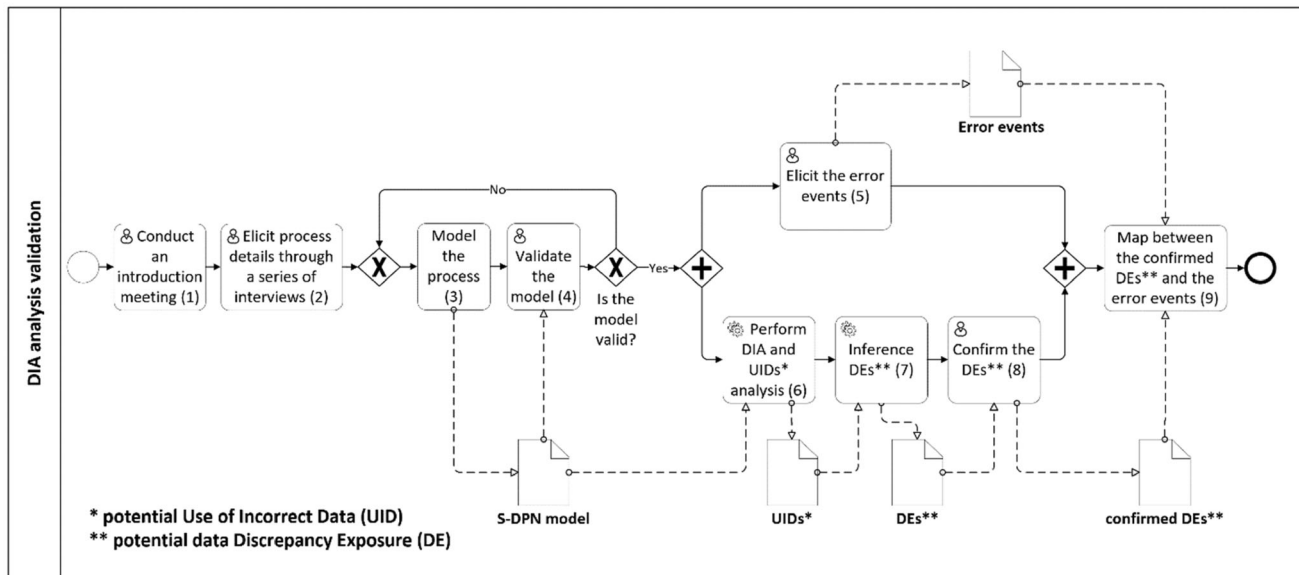 DIA analysis validation
Error events
Elicit the error
events (5)
No
Conduct
an
introduction
meeting (1)
Elicit process
details through
a series of
interviews (2)
X
Model
the
process
(3)
Validate
the
model (4)
X
Yes
Is the
model
valid?
Map between
the confirmed
DEs** and the
error events (9)
Perform
DIA and
UIDs*
analysis (6)
Inference
DEs** (7)
Confirm the
DEs** (8)
S-DPN model
UIDs*
DEs**
confirmed DEs**
* potential Use of Incorrect Data (UID)
** potential data Discrepancy Exposure (DE)